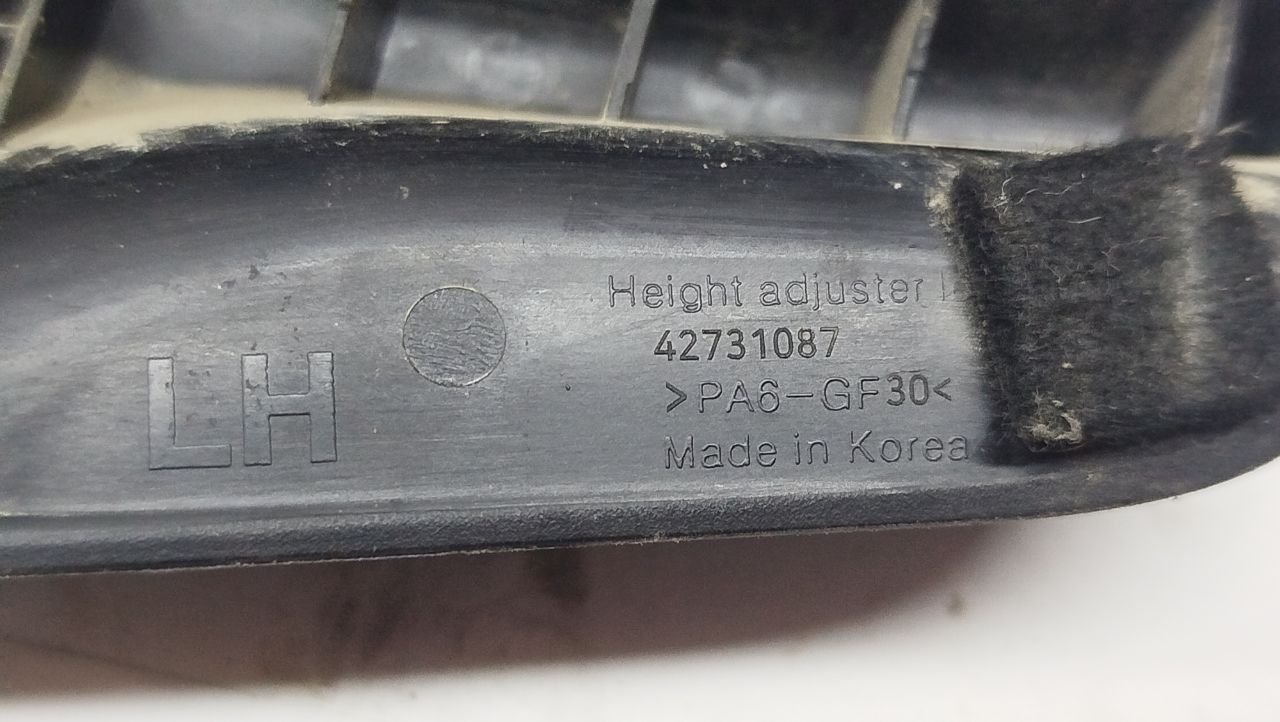 LH
Height adjuster
42731087
>PA6-GF30<
Made in Korea